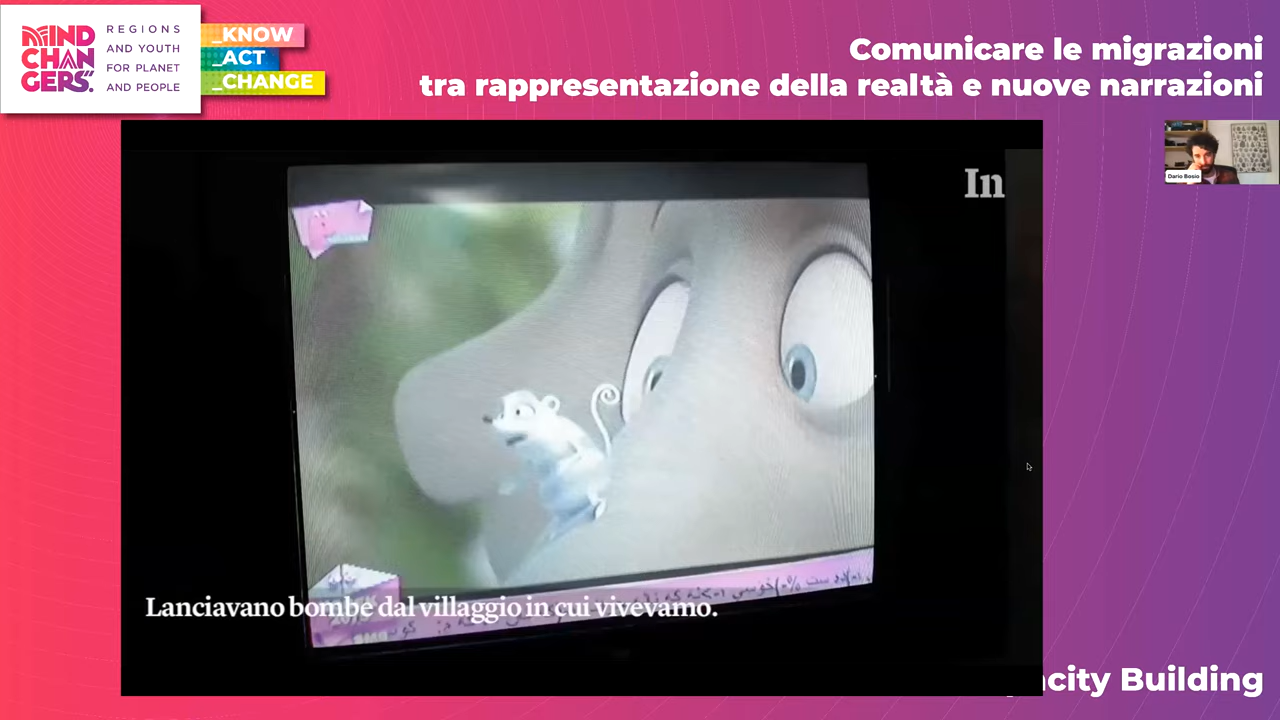 MIND
CHAN
GERS.
REGIONS
AND YOUTH
FOR PLANET
AND PEOPLE
_KNOW
_ACT
_CHANGE
Comunicare le migrazioni
tra rappresentazione della realtà e nuove narrazioni
In
Dario Bosio
Lanciavano bombe dal villaggio in cui vivevamo.
acity Building